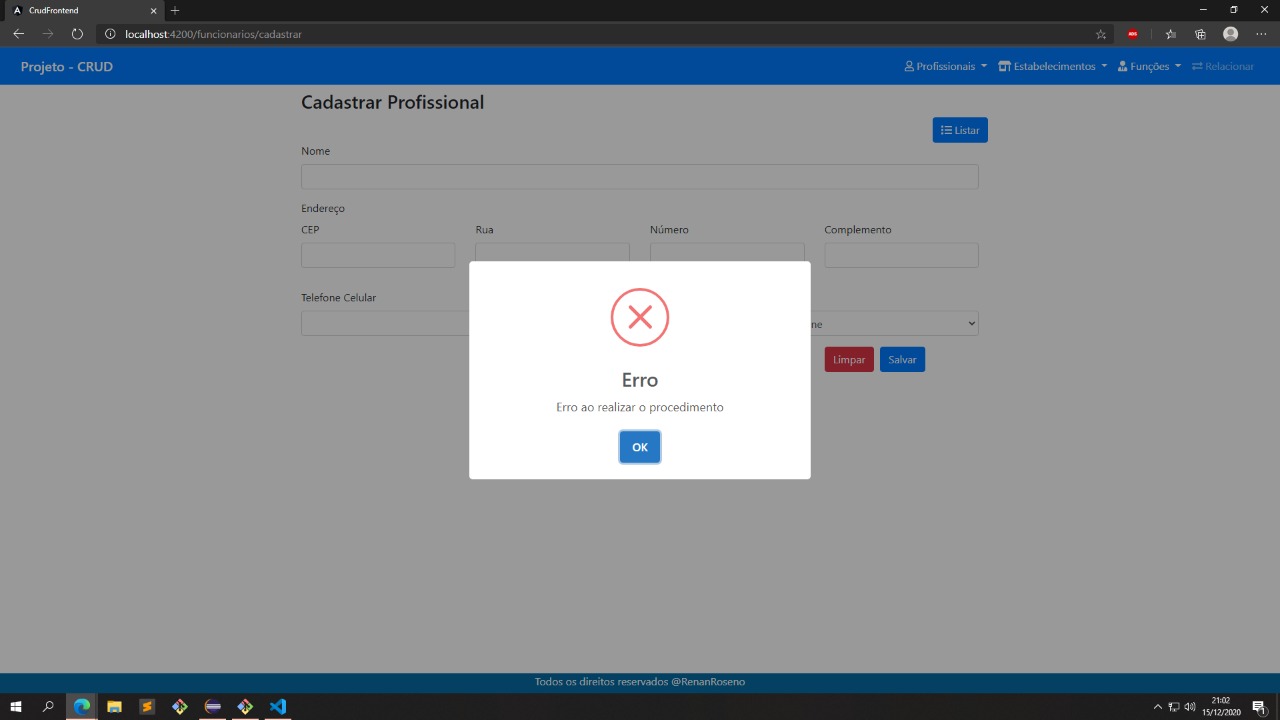 CrudFrontend
localhost:4200/funcionarios/cadastrar
ABP
Projeto - CRUD
Profissionais
Estabelecimentos
Funções
Relacionar
Cadastrar Profissional
Listar
Nome
Endereço
CEP
Rua
Número
Complemento
Telefone Celular
ne
Limpar
Salvar
Erro
Erro ao realizar o procedimento
OK
Todos os direitos reservados @RenanRoseno
21:02
15/12/2020